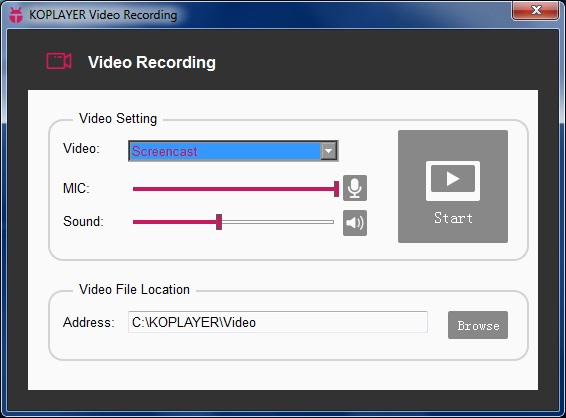 KOPLAYER Video Recording
Video Recording
Video Setting
Video: Screencast
MIC:
Sound:
Start
Video File Location
Address: C:\KOPLAYER\Video
Browse